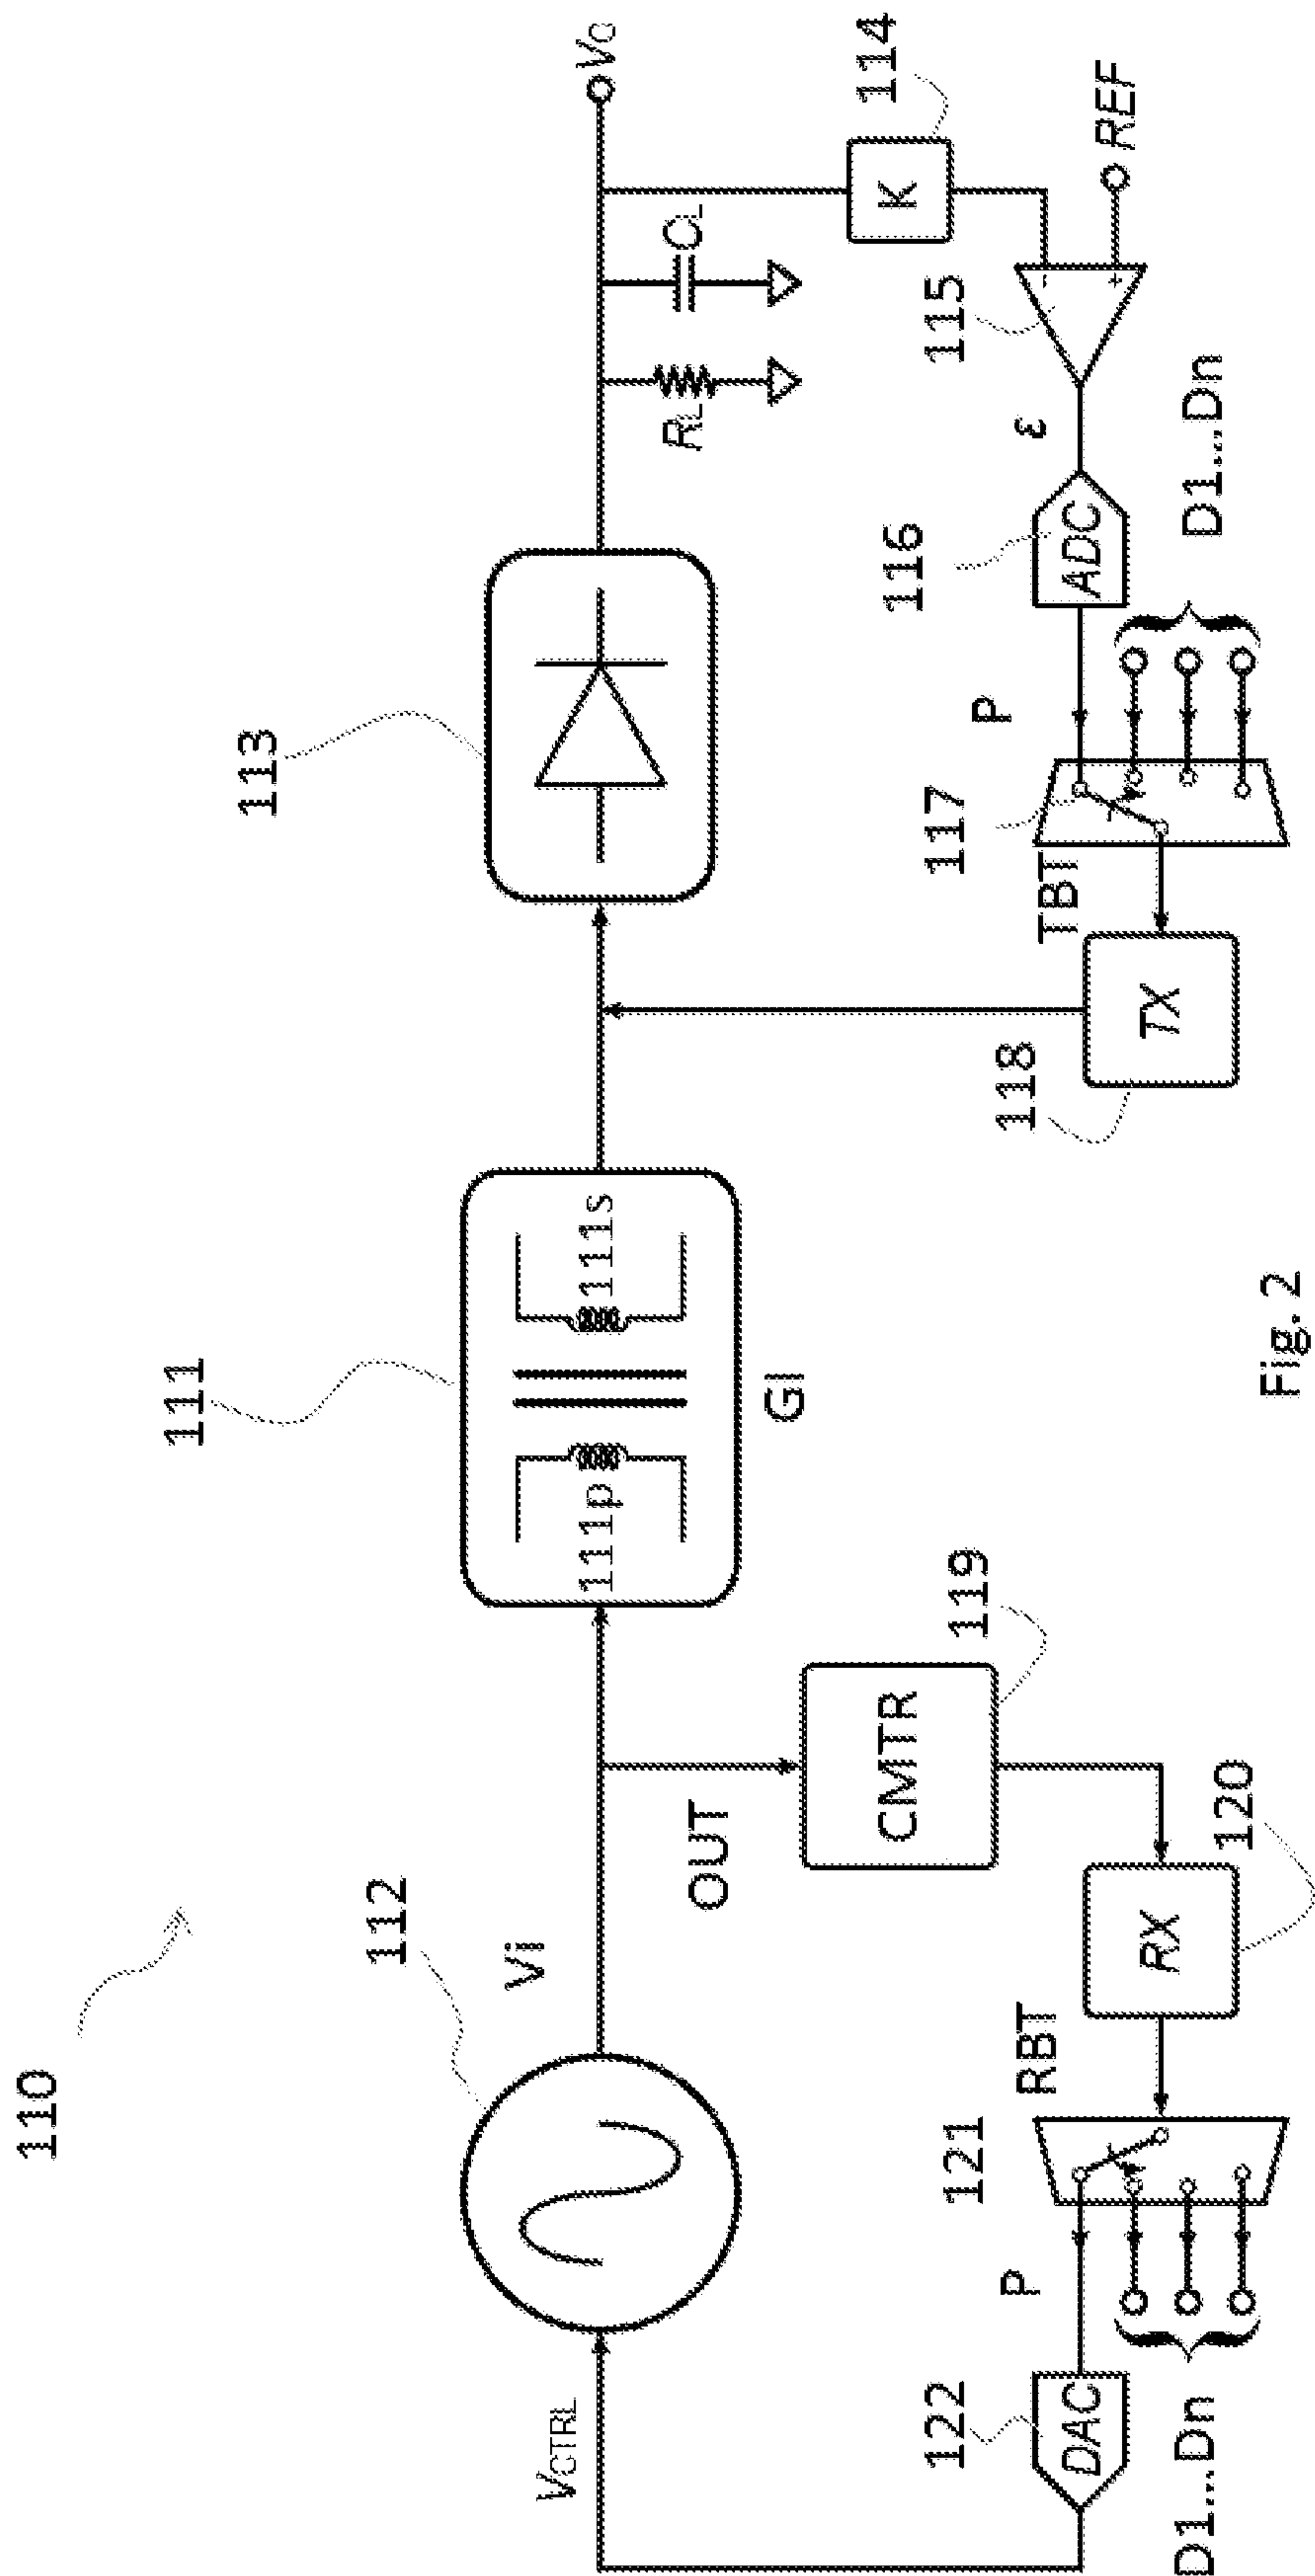 110
111
113
112
Vi
111p
111s
VO
VCTRL
GI
RL
CL
OUT
CMTR
119
K
114
118
TX
TBT
117
P
116
ADC
ε
115
-
+
REF
122
DAC
P
121
RBT
RX
120
D1...Dn
D1...Dn
Fig. 2